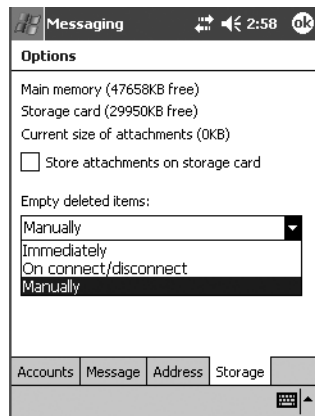 Messaging 2:58 ok
Options
Main memory (47658KB free)
Storage card (29950KB free)
Current size of attachments (0KB)
Store attachments on storage card
Empty deleted items:
Manually
Immediately
On connect/disconnect
Manually
Accounts Message Address Storage